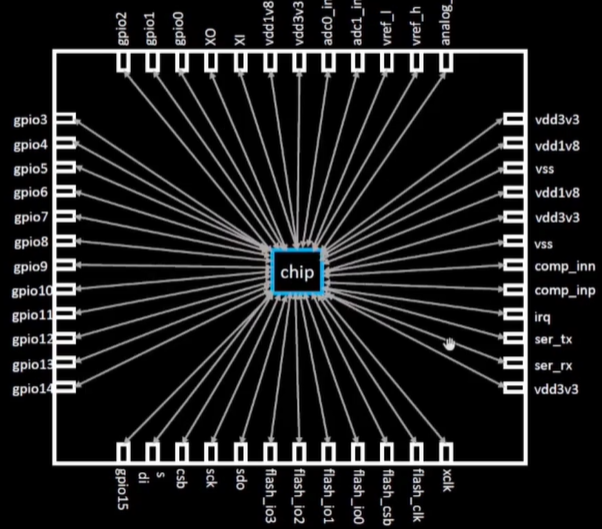 gpio2
gpio1
gpio0
XO
XI
vdd1v8
vdd3v3
adc0_in
adc1_in
vref_l
vref_h
analog_
gpio3
gpio4
gpio5
gpio6
gpio7
gpio8
gpio9
gpio10
gpio11
gpio12
gpio13
gpio14
chip
vdd3v3
vdd1v8
vss
vdd1v8
vdd3v3
vss
comp_inn
comp_inp
irq
ser_tx
ser_rx
vdd3v3
gpio15
di
s
csb
sck
sdo
flash_io3
flash_io2
flash_io1
flash_io0
flash_csb
flash_clk
xclk